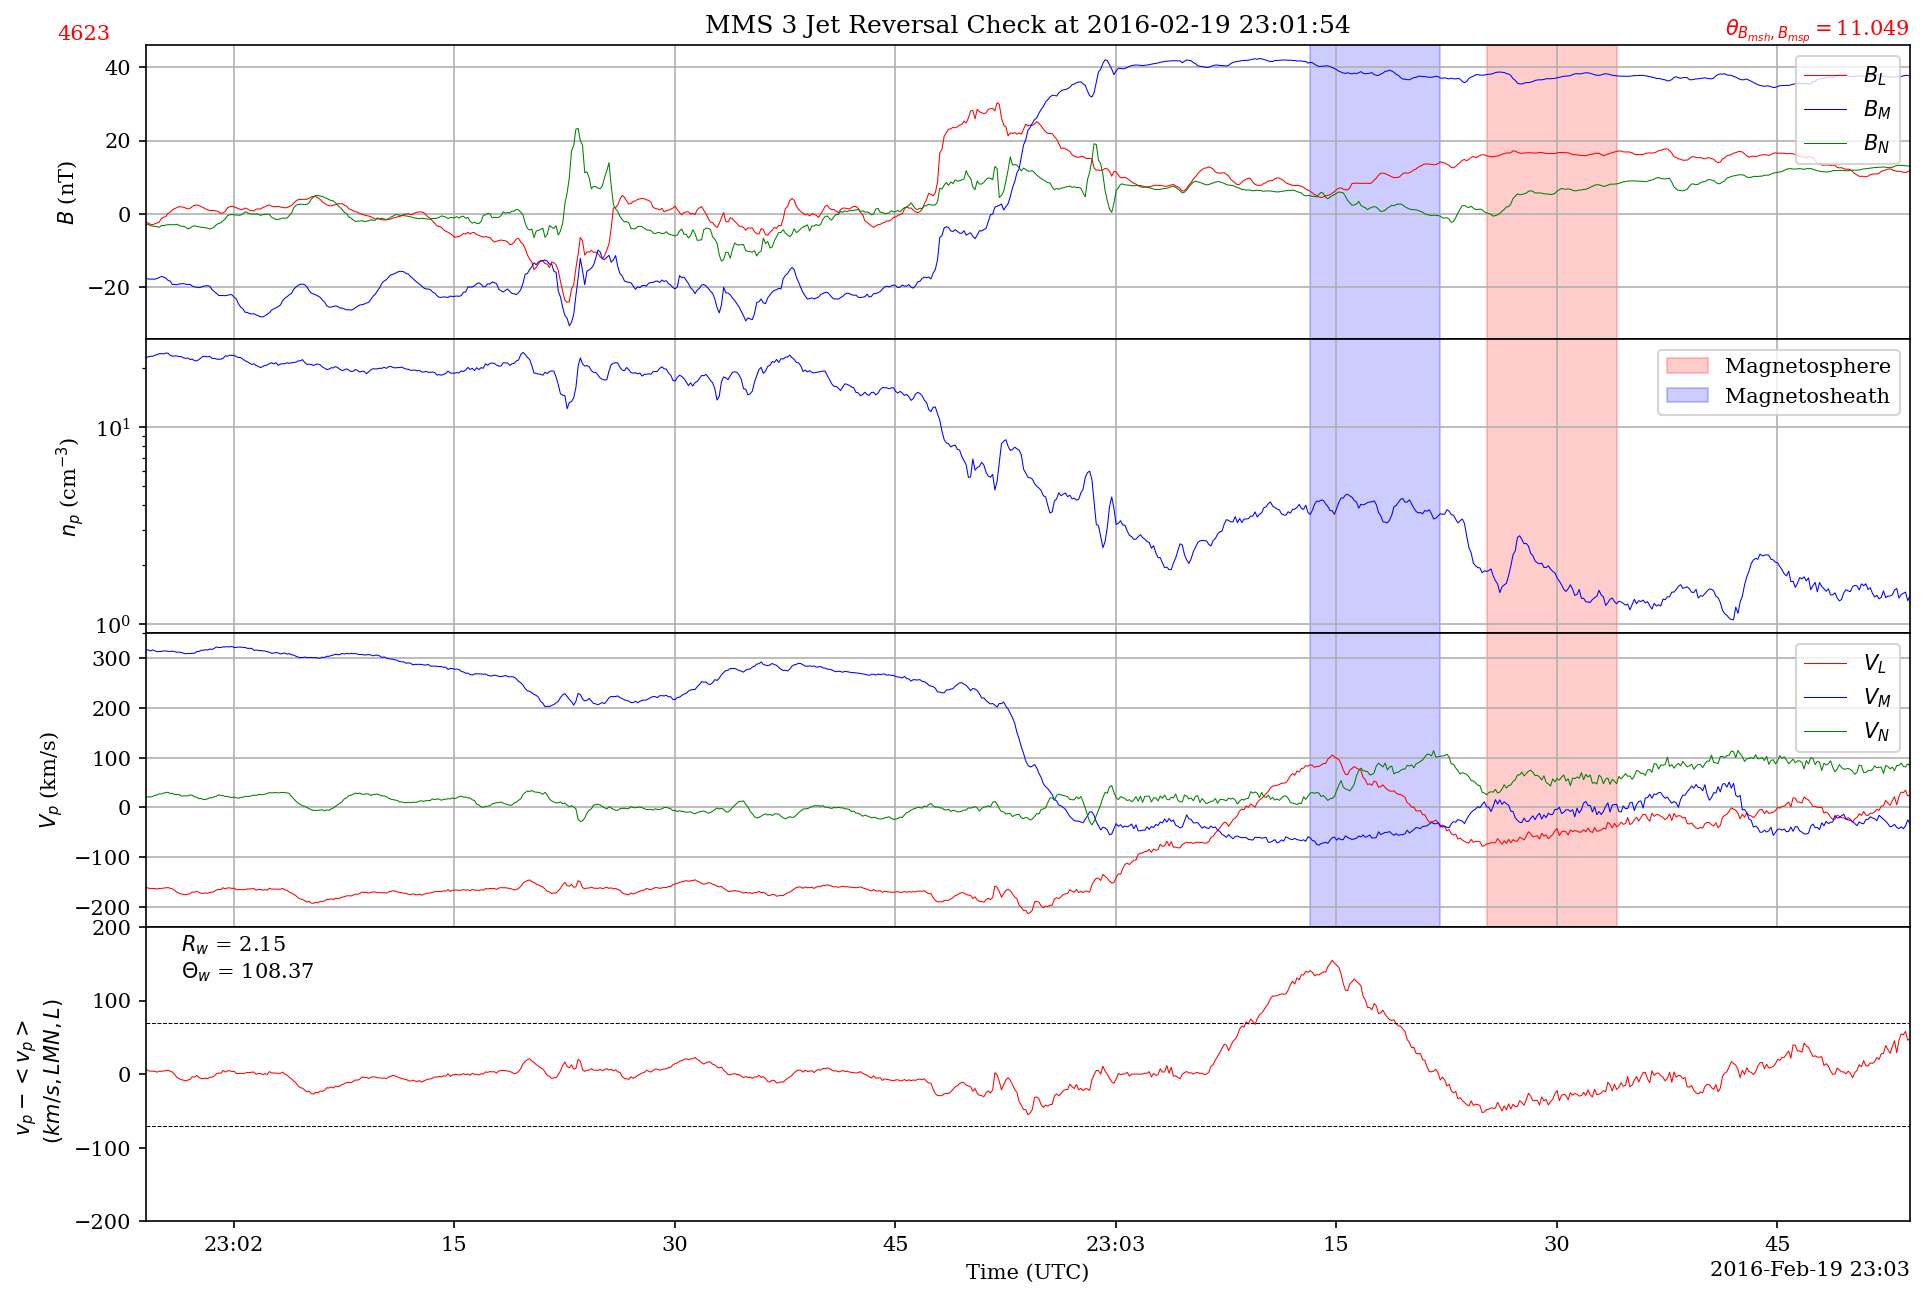 4623
MMS 3 Jet Reversal Check at 2016-02-19 23:01:54
θ_{B_{msh}, B_{msp}} = 11.049
B (nT)
40
20
0
−20
B_L
B_M
B_N
n_p (cm^{−3})
10^1
10^0
Magnetosphere
Magnetosheath
V_p (km/s)
300
200
100
0
−100
−200
V_L
V_M
V_N
v_p − < v_p >
(km/s, LMN, L)
200
100
0
−100
−200
R_w = 2.15
Θ_w = 108.37
23:02
15
30
45
23:03
15
30
45
Time (UTC)
2016-Feb-19 23:03